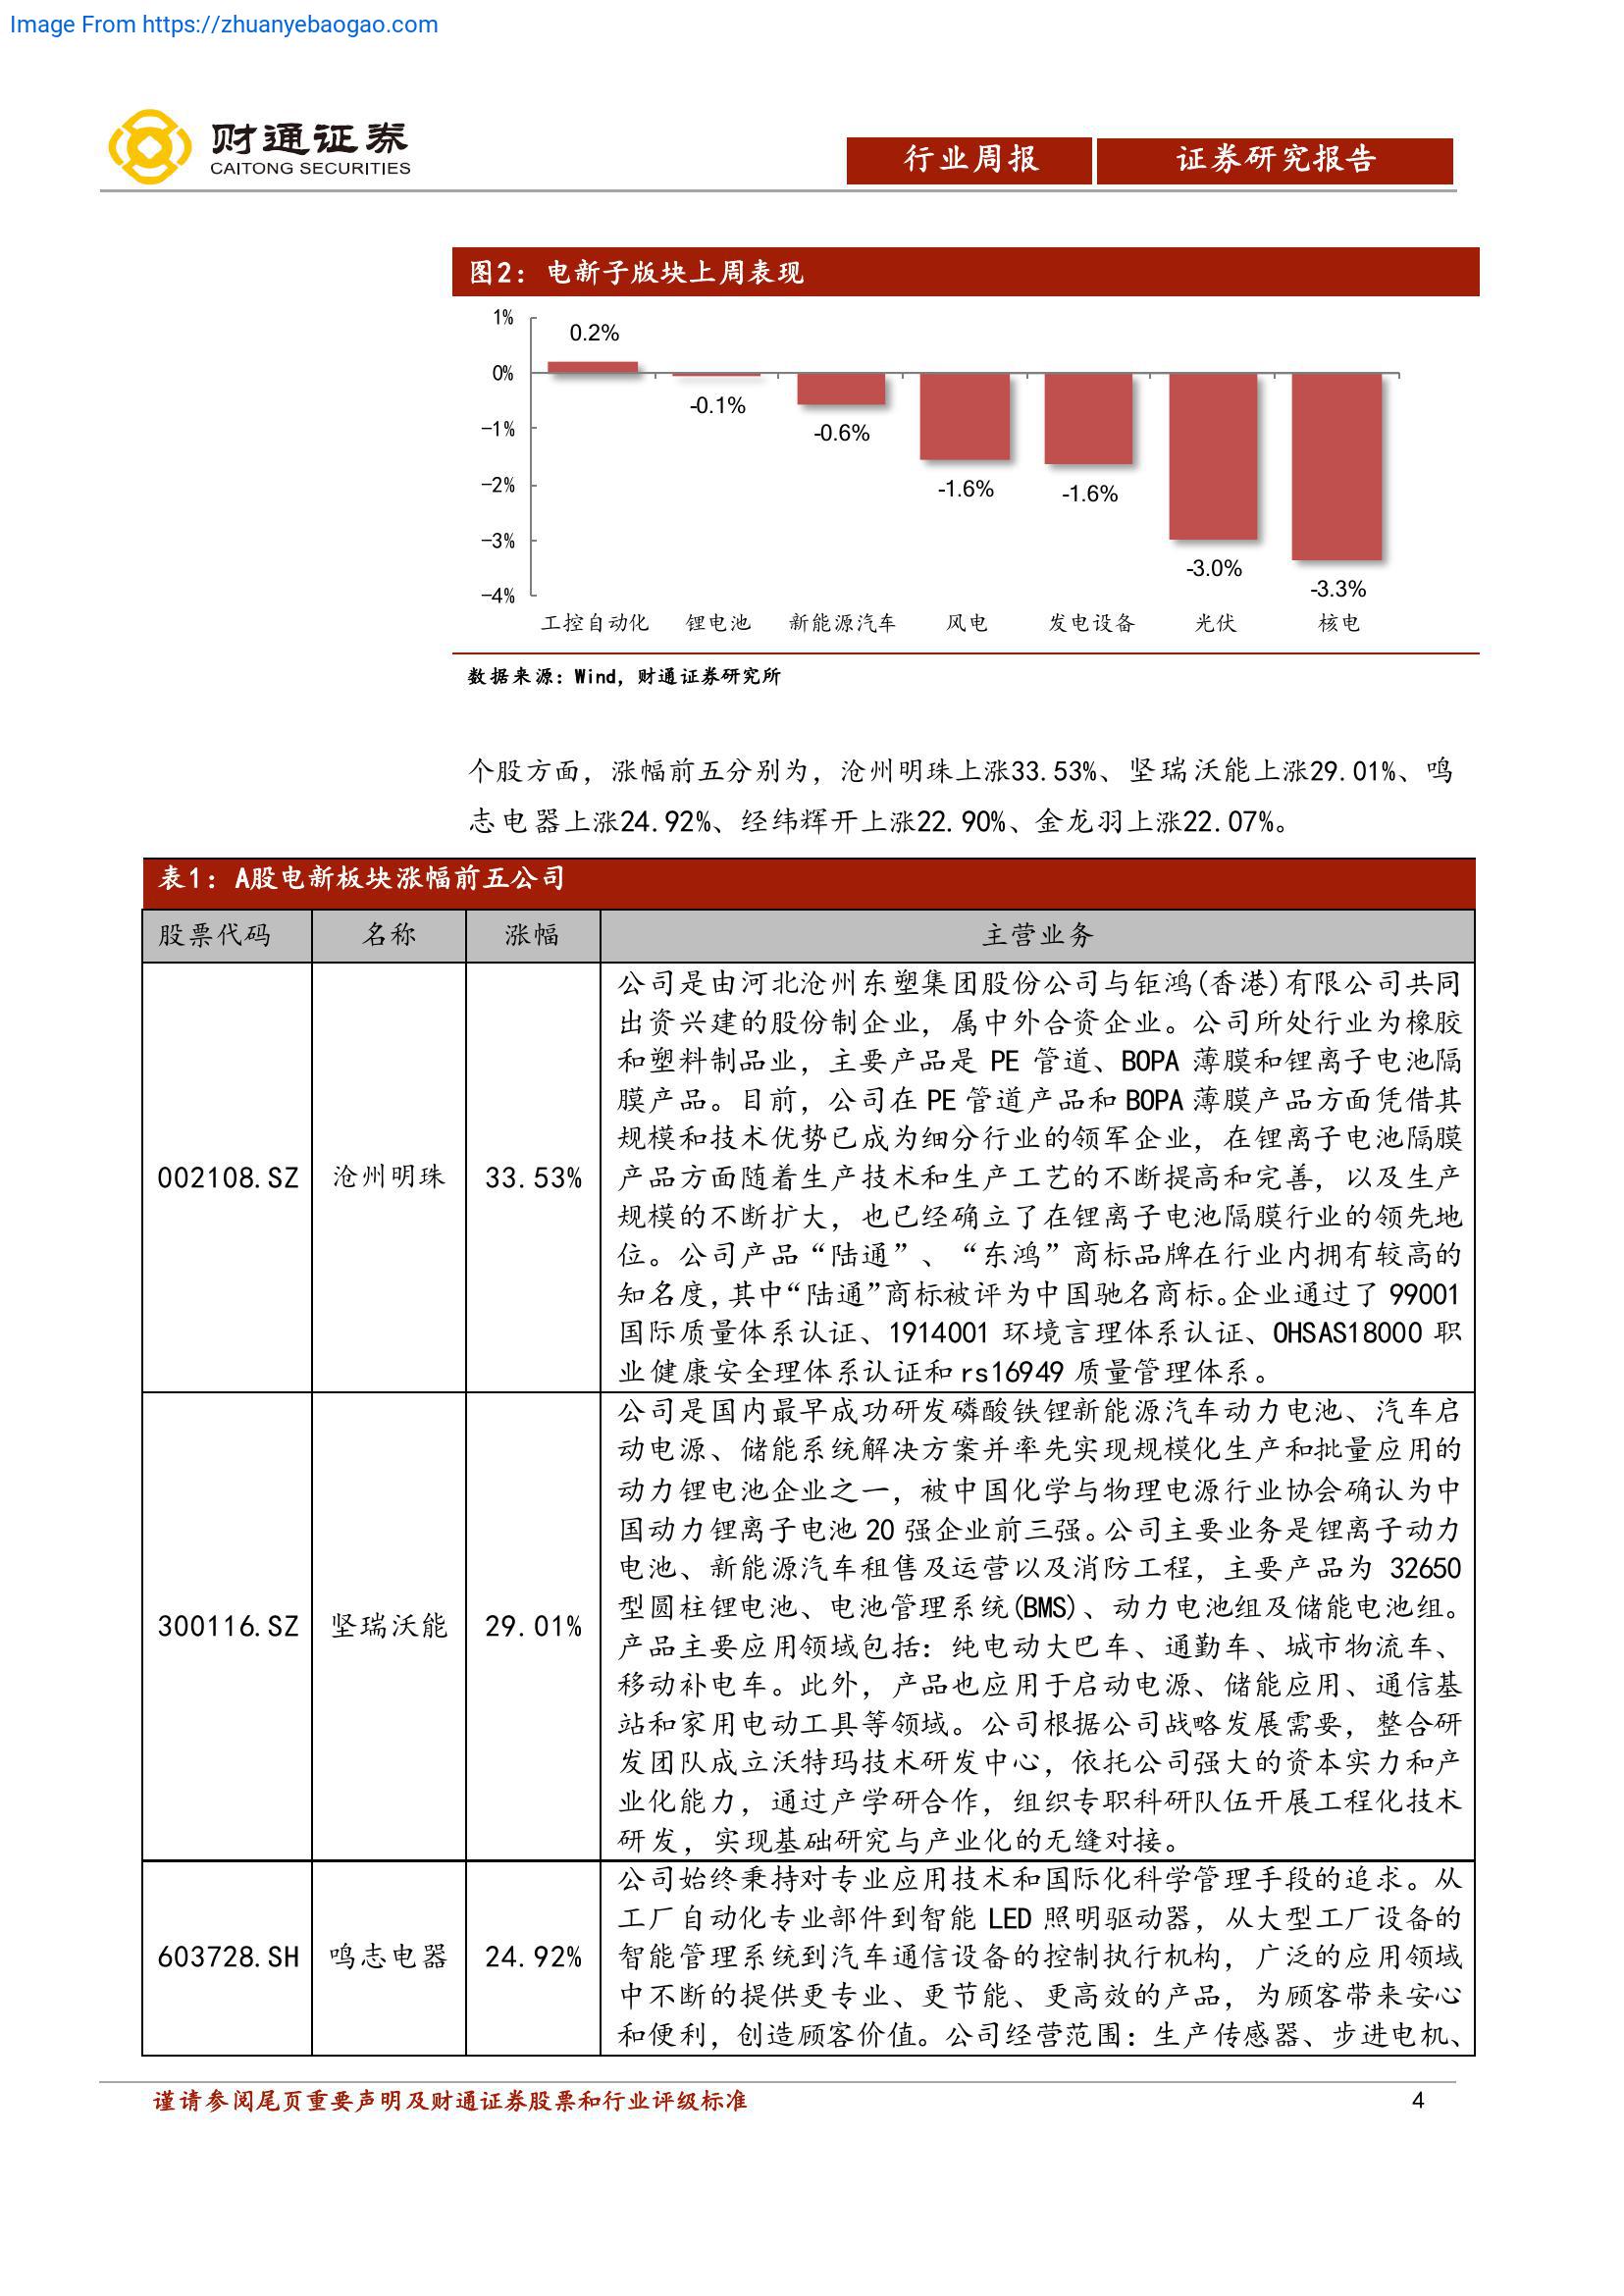 Image From https://zhuanyebaogao.com
财通证券
CAITONG SECURITIES
行业周报
证券研究报告
图2：电新子版块上周表现
1%
0%
-1%
-2%
-3%
-4%
0.2%
-0.1%
-0.6%
-1.6%
-1.6%
-3.0%
-3.3%
工控自动化 锂电池 新能源汽车 风电 发电设备 光伏 核电
数据来源：Wind，财通证券研究所
个股方面，涨幅前五分别为，沧州明珠上涨33.53%、坚瑞沃能上涨29.01%、鸣
志电器上涨24.92%、经纬辉开上涨22.90%、金龙羽上涨22.07%。
表1：A股电新板块涨幅前五公司
股票代码 名称 涨幅 主营业务
002108.SZ 沧州明珠 33.53%
公司是由河北沧州东塑集团股份公司与钜鸿(香港)有限公司共同
出资兴建的股份制企业，属中外合资企业。公司所处行业为橡胶
和塑料制品业，主要产品是 PE 管道、BOPA 薄膜和锂离子电池隔
膜产品。目前，公司在 PE 管道产品和 BOPA 薄膜产品方面凭借其
规模和技术优势已成为细分行业的领军企业，在锂离子电池隔膜
产品方面随着生产技术和生产工艺的不断提高和完善，以及生产
规模的不断扩大，也已经确立了在锂离子电池隔膜行业的领先地
位。公司产品“陆通”、“东鸿”商标品牌在行业内拥有较高的
知名度，其中“陆通”商标被评为中国驰名商标。企业通过了 99001
国际质量体系认证、1914001 环境言理体系认证、OHSAS18000 职
业健康安全理体系认证和 rs16949 质量管理体系。
300116.SZ 坚瑞沃能 29.01%
公司是国内最早成功研发磷酸铁锂新能源汽车动力电池、汽车启
动电源、储能系统解决方案并率先实现规模化生产和批量应用的
动力锂电池企业之一，被中国化学与物理电源行业协会确认为中
国动力锂离子电池 20 强企业前三强。公司主要业务是锂离子动力
电池、新能源汽车租售及运营以及消防工程，主要产品为 32650
型圆柱锂电池、电池管理系统(BMS)、动力电池组及储能电池组。
产品主要应用领域包括：纯电动大巴车、通勤车、城市物流车、
移动补电车。此外，产品也应用于启动电源、储能应用、通信基
站和家用电动工具等领域。公司根据公司战略发展需要，整合研
发团队成立沃特玛技术研发中心，依托公司强大的资本实力和产
业化能力，通过产学研合作，组织专职科研队伍开展工程化技术
研发，实现基础研究与产业化的无缝对接。
603728.SH 鸣志电器 24.92%
公司始终秉持对专业应用技术和国际化科学管理手段的追求。从
工厂自动化专业部件到智能 LED 照明驱动器，从大型工厂设备的
智能管理系统到汽车通信设备的控制执行机构，广泛的应用领域
中不断的提供更专业、更节能、更高效的产品，为顾客带来安心
和便利，创造顾客价值。公司经营范围：生产传感器、步进电机、
谨请参阅尾页重要声明及财通证券股票和行业评级标准
4